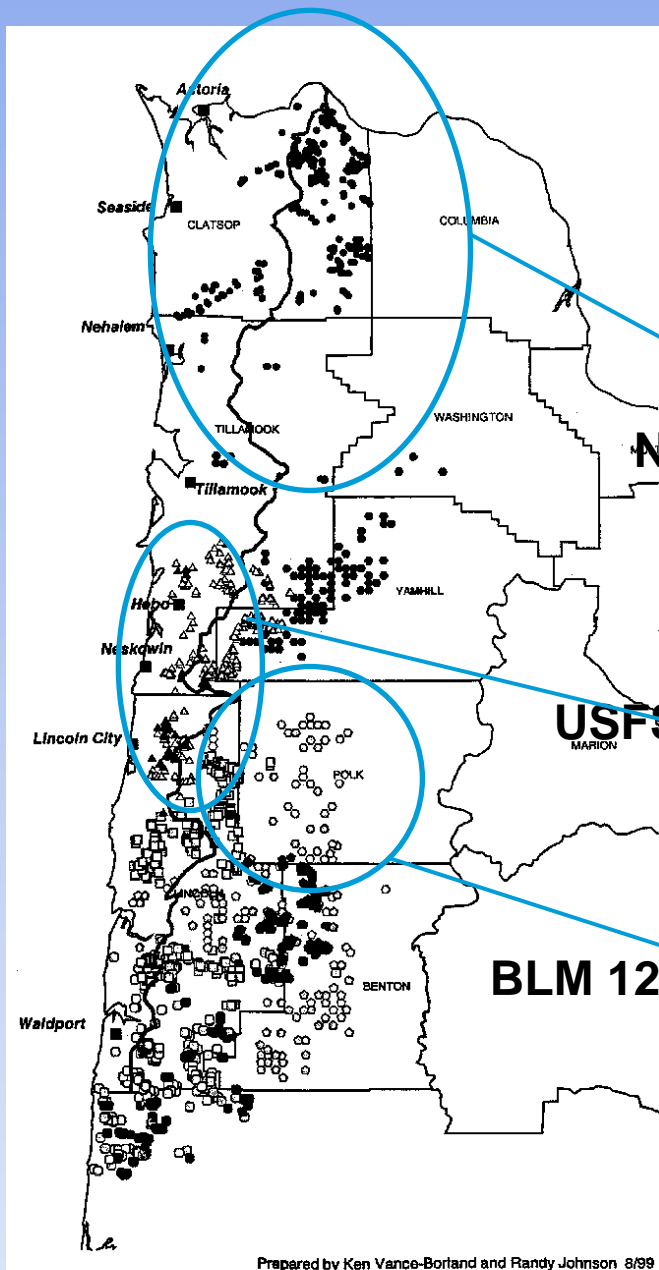 Astoria
Seaside
CLATSOP
COLUMBIA
Nehalem
WASHINGTON
TILLAMOOK
N
Tillamook
YAMHILL
Hebo
Neskowin
USFS
Lincoln City
MARION
POLK
LINCOLN
BENTON
BLM 12
Waldport
Prepared by Ken Vance-Borland and Randy Johnson 8/99